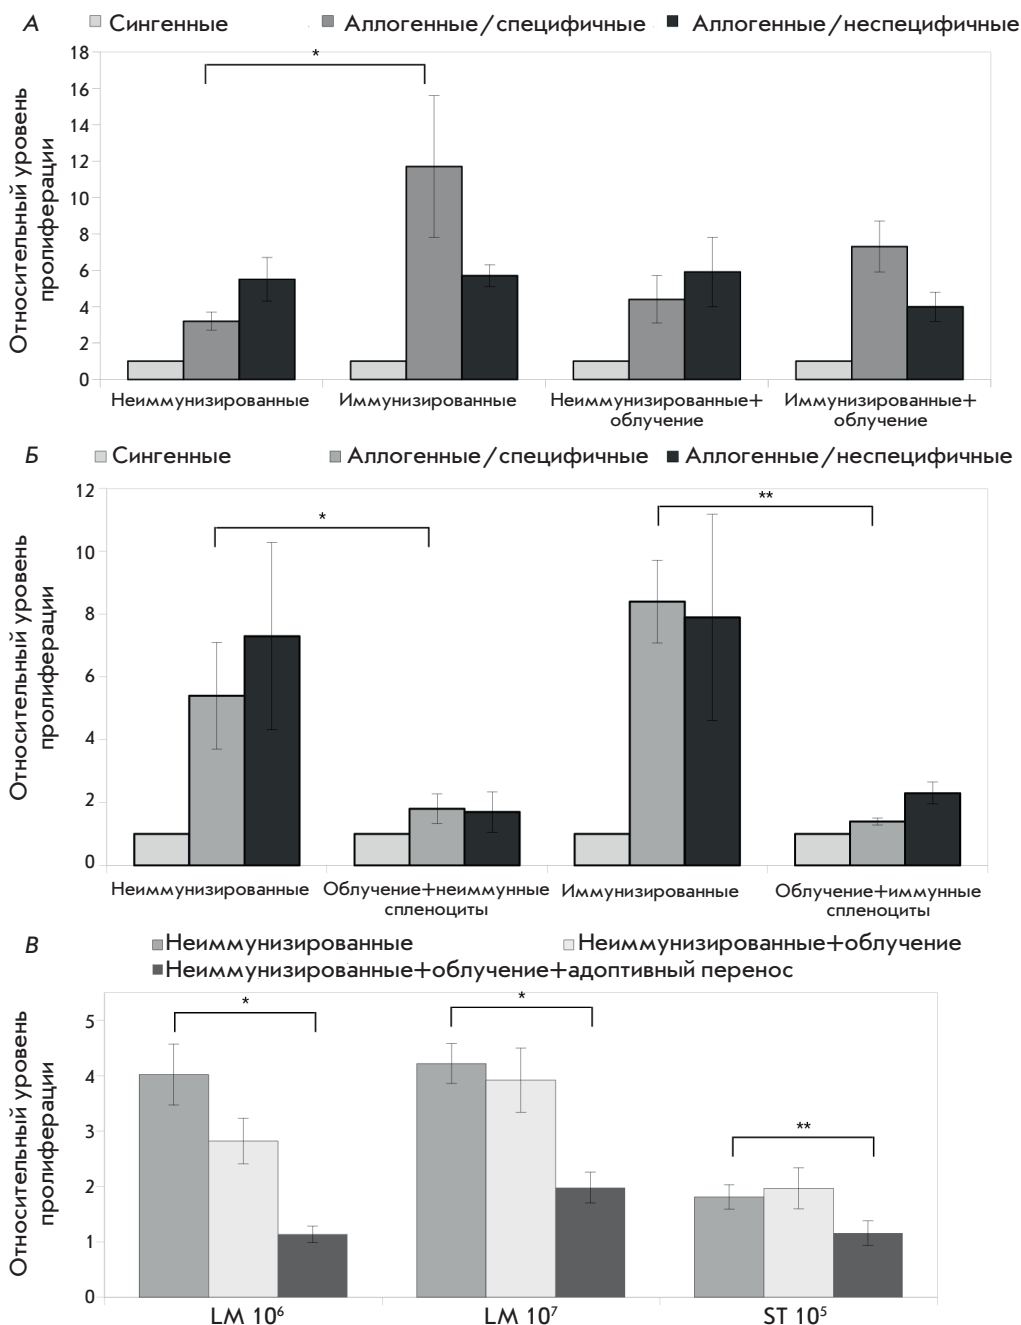 А
Сингенные Аллогенные/специфичные Аллогенные/неспецифичные
Относительный уровень
пролиферации
18
16
14
12
10
8
6
4
2
0
*
Неиммунизированные Иммунизированные Неиммунизированные+ Иммунизированные+
облучение облучение
Б
Сингенные Аллогенные/специфичные Аллогенные/неспецифичные
Относительный уровень
пролиферации
12
10
8
6
4
2
0
* **
Неиммунизированные Облучение+неиммунные Иммунизированные Облучение+иммунные
спленоциты спленоциты
В
Неиммунизированные Неиммунизированные+облучение
Неиммунизированные+облучение+адоптивный перенос
Относительный уровень
пролиферации
5
4
3
2
1
0
* * **
LM 10⁶ LM 10⁷ ST 10⁵